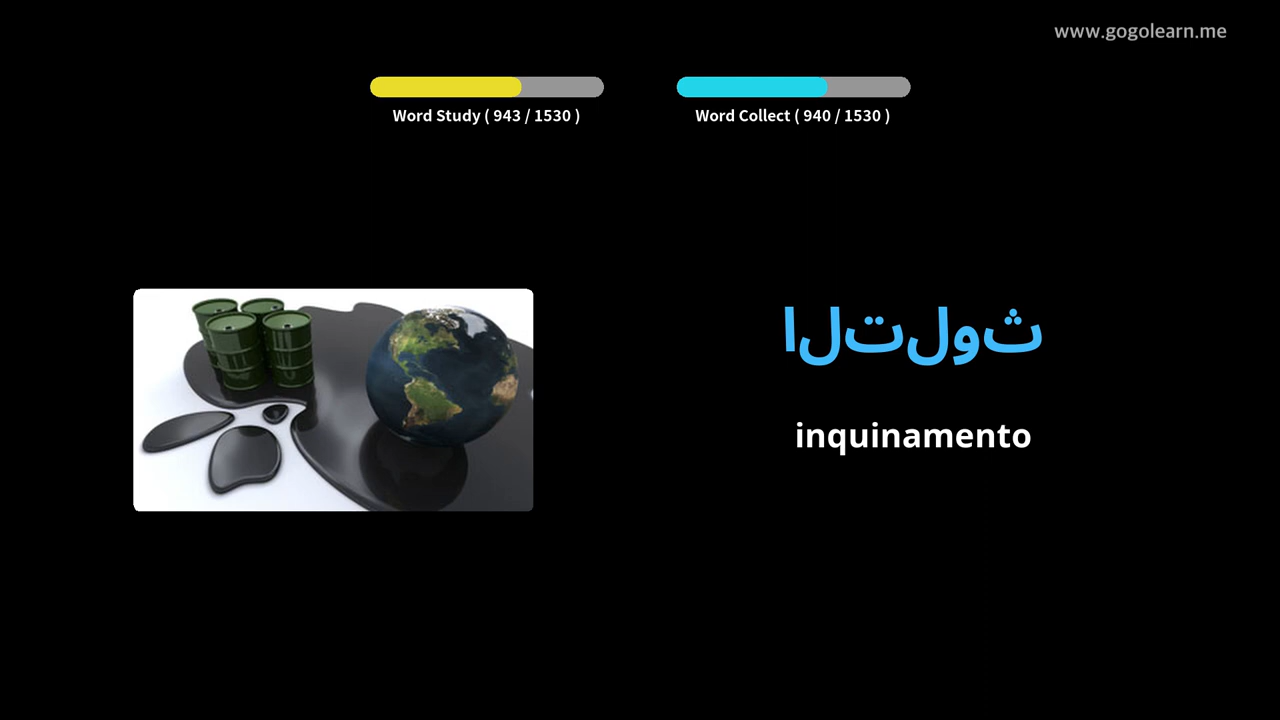 www.gogolearn.me
Word Study ( 943 / 1530 )
Word Collect ( 940 / 1530 )
التلوث
inquinamento